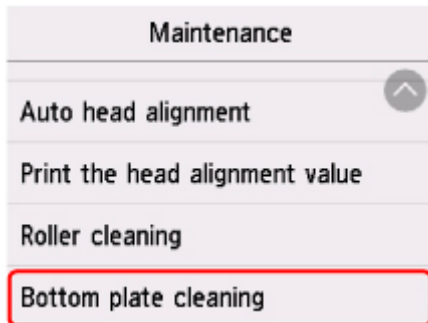 Maintenance
Auto head alignment
Print the head alignment value
Roller cleaning
Bottom plate cleaning